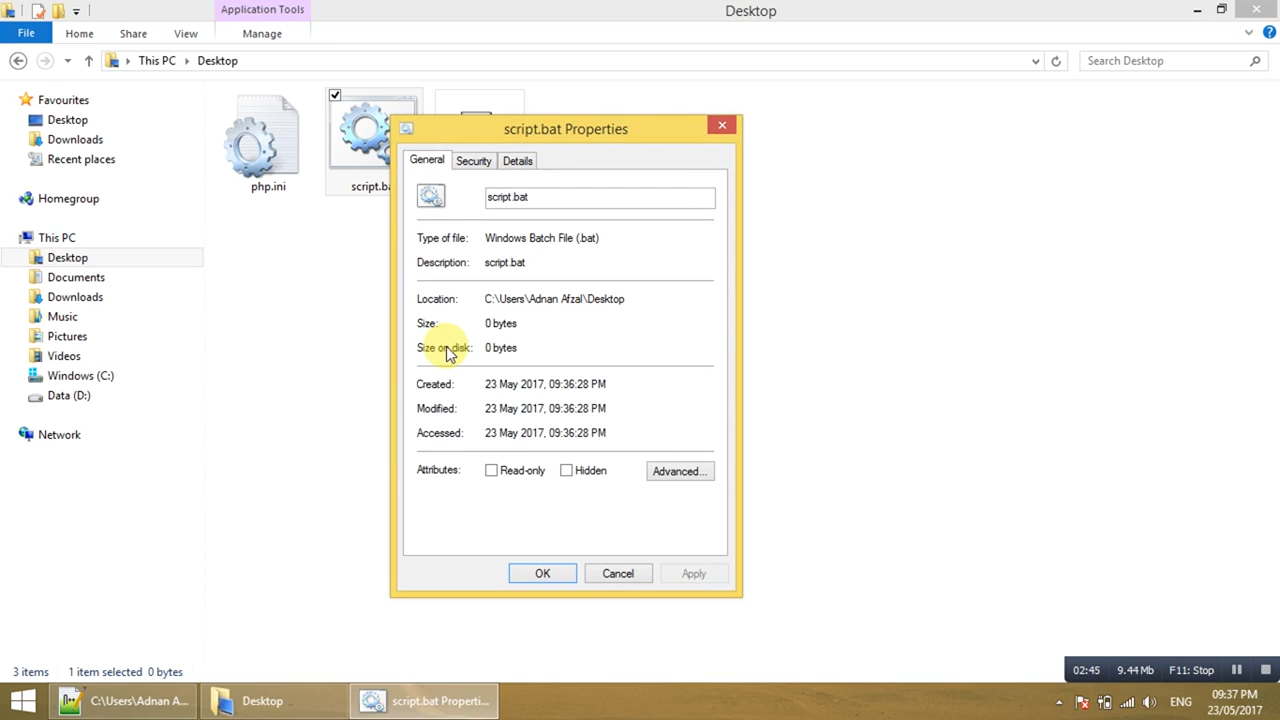 Application Tools
Desktop
File
Home
Share
View
Manage
This PC
Desktop
Search Desktop
Favourites
Desktop
Downloads
Recent places
Homegroup
This PC
Desktop
Documents
Downloads
Music
Pictures
Videos
Windows (C:)
Data (D:)
Network
php.ini
script.ba
script.bat Properties
General
Security
Details
script.bat
Type of file: Windows Batch File (.bat)
Description: script.bat
Location: C:\Users\Adnan Afzal\Desktop
Size: 0 bytes
Size on disk: 0 bytes
Created: 23 May 2017, 09:36:28 PM
Modified: 23 May 2017, 09:36:28 PM
Accessed: 23 May 2017, 09:36:28 PM
Attributes: Read-only Hidden Advanced...
OK Cancel Apply
3 items 1 item selected 0 bytes
02:45 9.44 Mb F11: Stop
C:\Users\Adnan A...
Desktop
script.bat Properti...
ENG
09:37 PM
23/05/2017